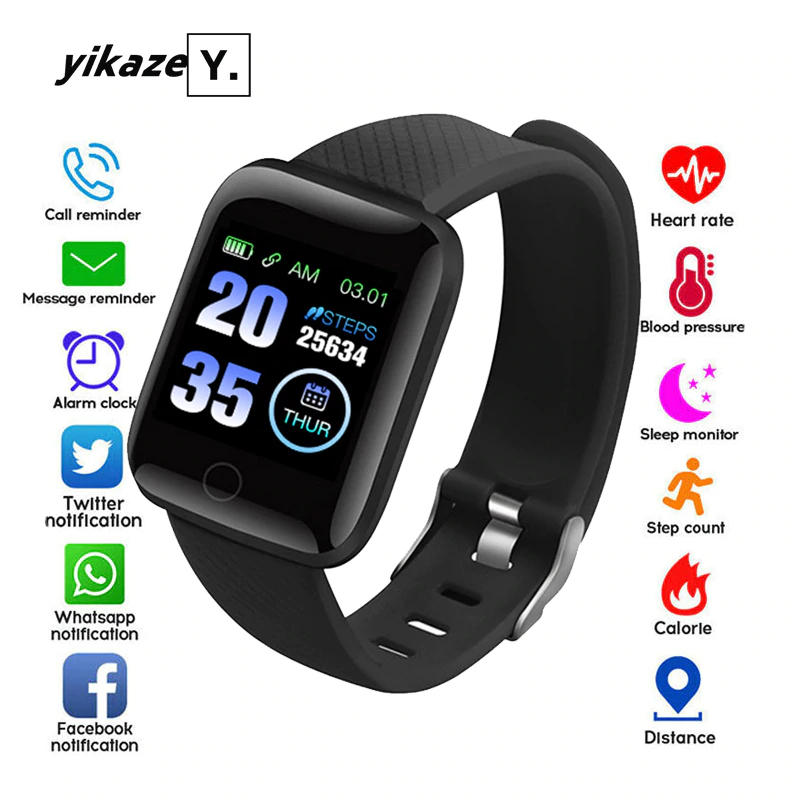 yikaze Y.
Call reminder
Message reminder
Alarm clock
Twitter
notification
Whatsapp
notification
Facebook
notification
AM 03.01
20
STEPS
25634
35
THUR
Heart rate
Blood pressure
Sleep monitor
Step count
Calorie
Distance